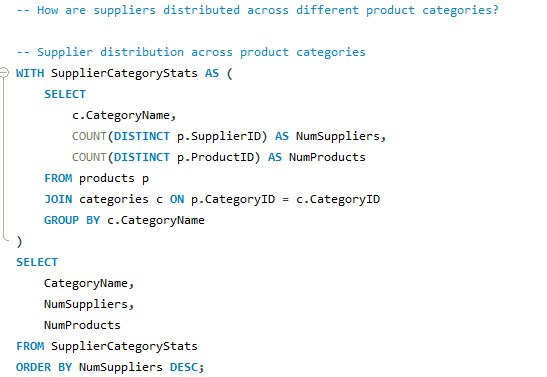 -- How are suppliers distributed across different product categories?
-- Supplier distribution across product categories
WITH SupplierCategoryStats AS (
    SELECT
        c.CategoryName,
        COUNT(DISTINCT p.SupplierID) AS NumSuppliers,
        COUNT(DISTINCT p.ProductID) AS NumProducts
    FROM products p
    JOIN categories c ON p.CategoryID = c.CategoryID
    GROUP BY c.CategoryName
)
SELECT
    CategoryName,
    NumSuppliers,
    NumProducts
FROM SupplierCategoryStats
ORDER BY NumSuppliers DESC;